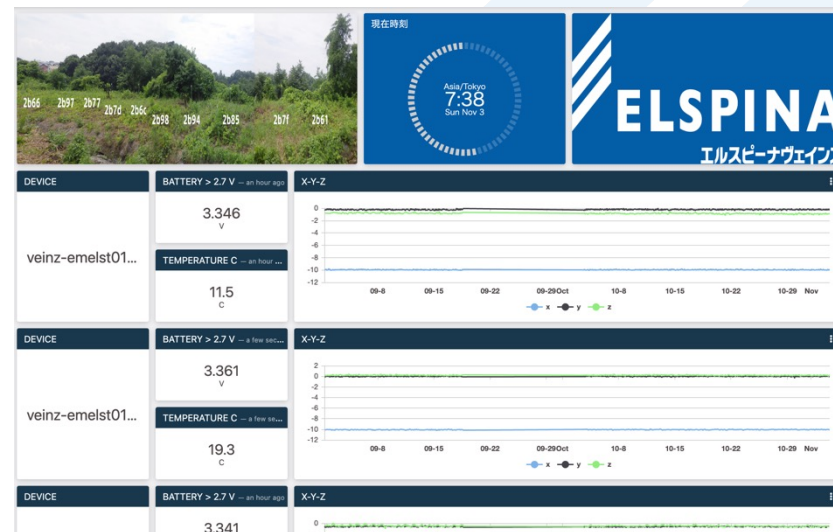 2b66 2b97 2b77 2b7d 2b6c 2b98 2b94 2b85 2b7f 2b61
現在時刻
Asia/Tokyo
7:38
Sun Nov 3
ELSPINA
エルスピーナヴェインズ
DEVICE
BATTERY > 2.7 V — an hour ago
X-Y-Z
veinz-emelst01...
3.346
V
TEMPERATURE C — an hour ...
11.5
C
0
-2
-4
-6
-8
-10
-12
09-8 09-15 09-22 09-29 Oct 10-8 10-15 10-22 10-29 Nov
x y z
DEVICE
BATTERY > 2.7 V — a few sec...
X-Y-Z
veinz-emelst01...
3.361
V
TEMPERATURE C — a few se...
19.3
C
2
0
-2
-4
-6
-8
-10
-12
09-8 09-15 09-22 09-29 Oct 10-8 10-15 10-22 10-29 Nov
x y z
DEVICE
BATTERY > 2.7 V — an hour ago
X-Y-Z
3.341
0